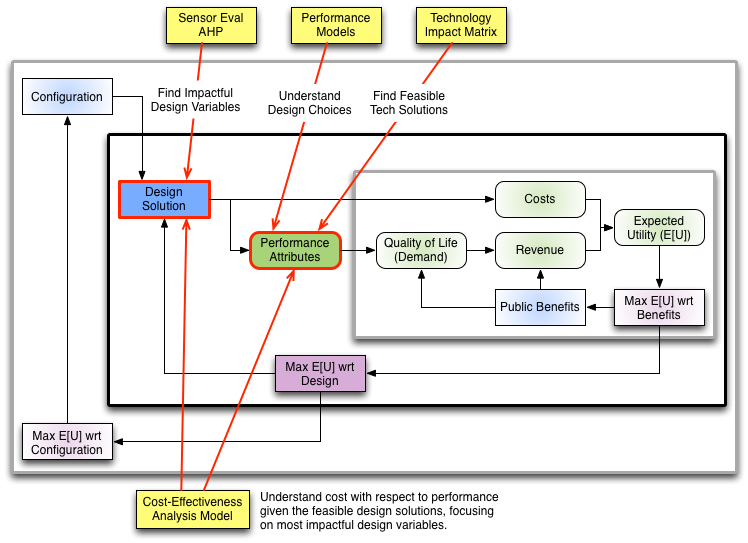 Sensor Eval
AHP
Performance
Models
Technology
Impact Matrix
Configuration
Find Impactful
Design Variables
Understand
Design Choices
Find Feasible
Tech Solutions
Design
Solution
Costs
Expected
Utility (E[U])
Performance
Attributes
Quality of Life
(Demand)
Revenue
Public Benefits
Max E[U] wrt
Benefits
Max E[U] wrt
Design
Max E[U] wrt
Configuration
Cost-Effectiveness
Analysis Model
Understand cost with respect to performance
given the feasible design solutions, focusing
on most impactful design variables.